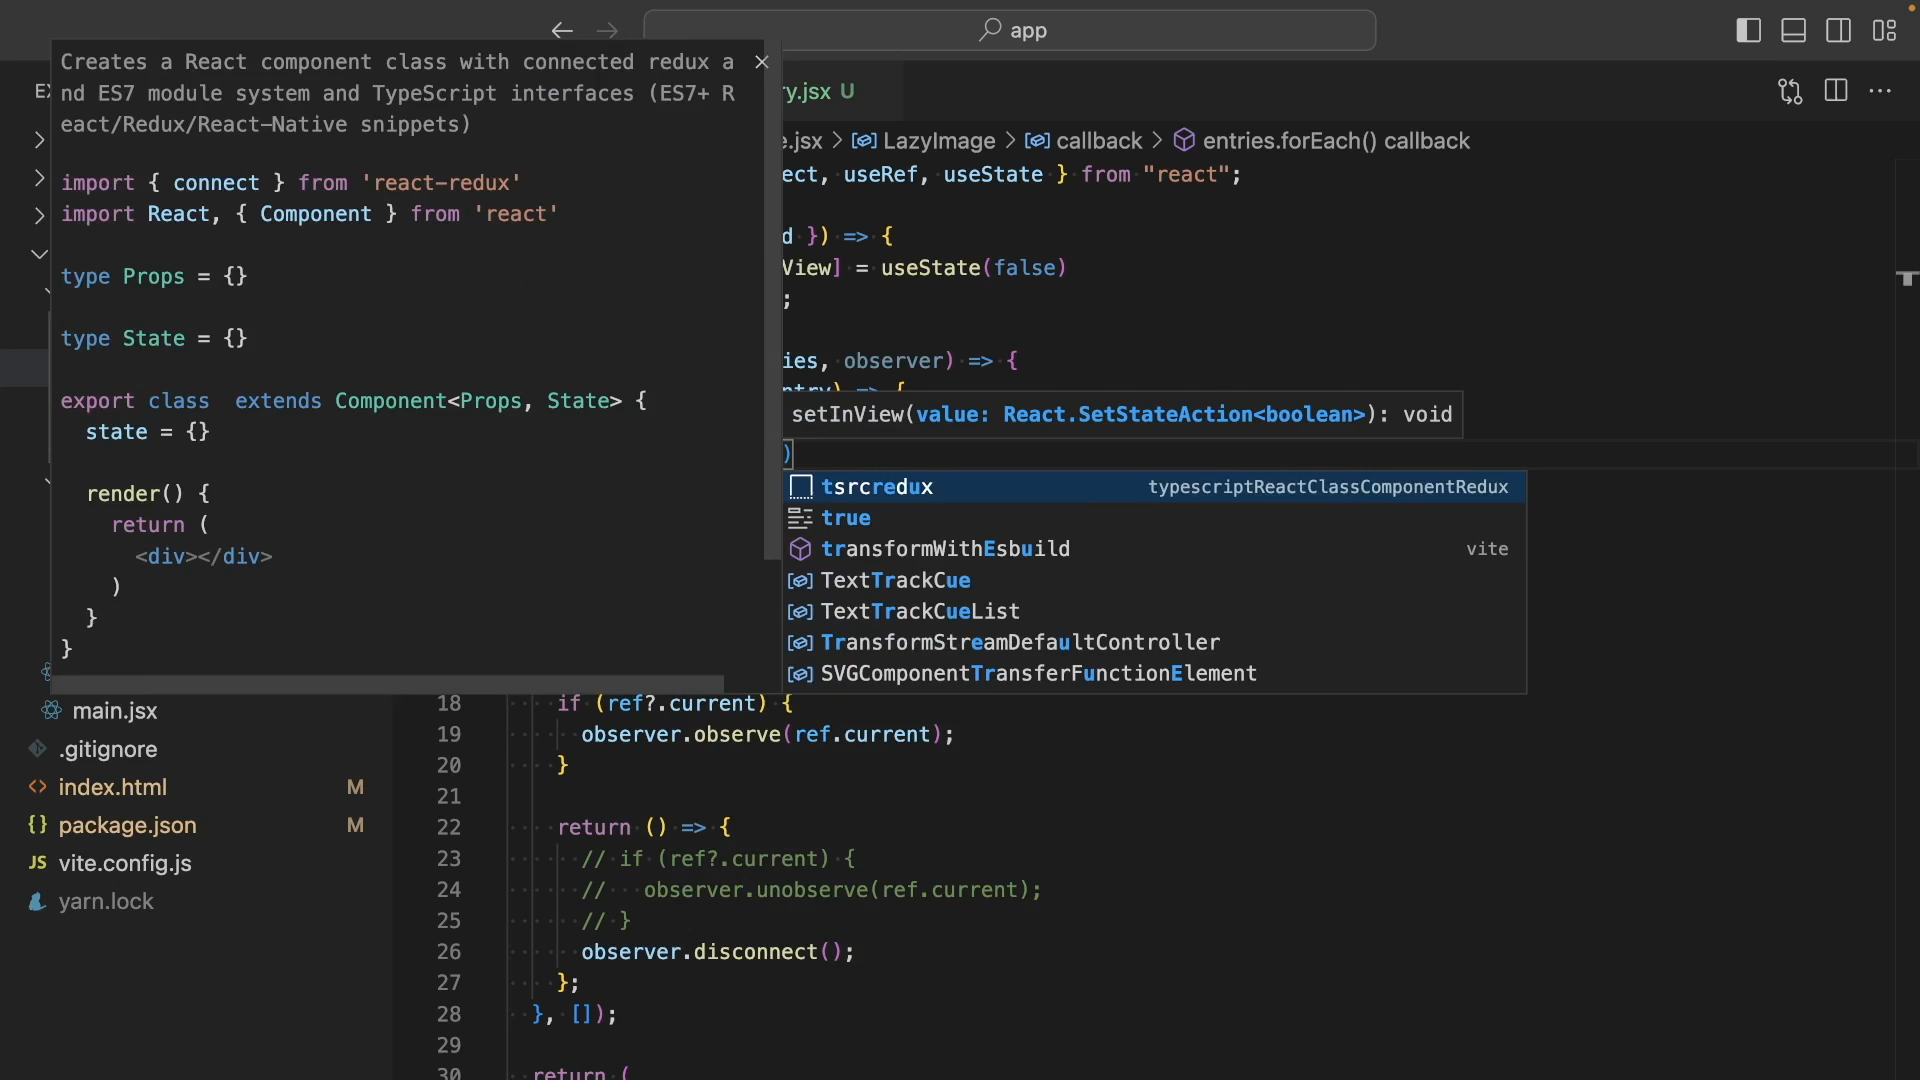 app
Creates a React component class with connected redux a
nd ES7 module system and TypeScript interfaces (ES7+ R
eact/Redux/React-Native snippets)
import { connect } from 'react-redux'
import React, { Component } from 'react'
type Props = {}
type State = {}
export class  extends Component<Props, State> {
state = {}
render() {
return (
<div></div>
)
}
}
EX
y.jsx U
e.jsx > LazyImage > callback > entries.forEach() callback
ect, useRef, useState } from "react";
d }) => {
View] = useState(false)
;
ies, observer) => {
ntry) => {
setInView(value: React.SetStateAction<boolean>): void
)
tsrcredux typescriptReactClassComponentRedux
true
transformWithEsbuild vite
TextTrackCue
TextTrackCueList
TransformStreamDefaultController
SVGComponentTransferFunctionElement
main.jsx
.gitignore
index.html M
package.json M
JS vite.config.js
yarn.lock
18 if (ref?.current) {
19 observer.observe(ref.current);
20 }
21
22 return () => {
23 // if (ref?.current) {
24 //   observer.unobserve(ref.current);
25 // }
26 observer.disconnect();
27 };
28 }, []);
29
30 return (